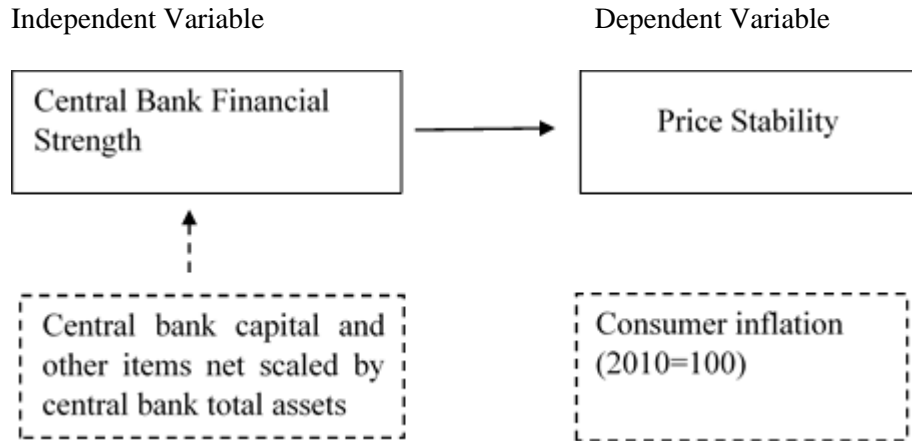 Independent Variable
Dependent Variable
Central Bank Financial
Strength
Price Stability
Central bank capital and
other items net scaled by
central bank total assets
Consumer inflation
(2010=100)